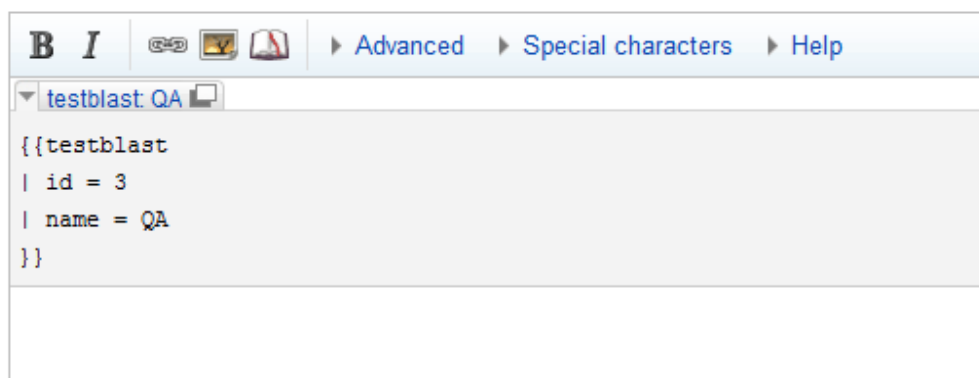 B I Advanced Special characters Help
testblast: QA
{{testblast
| id = 3
| name = QA
}}